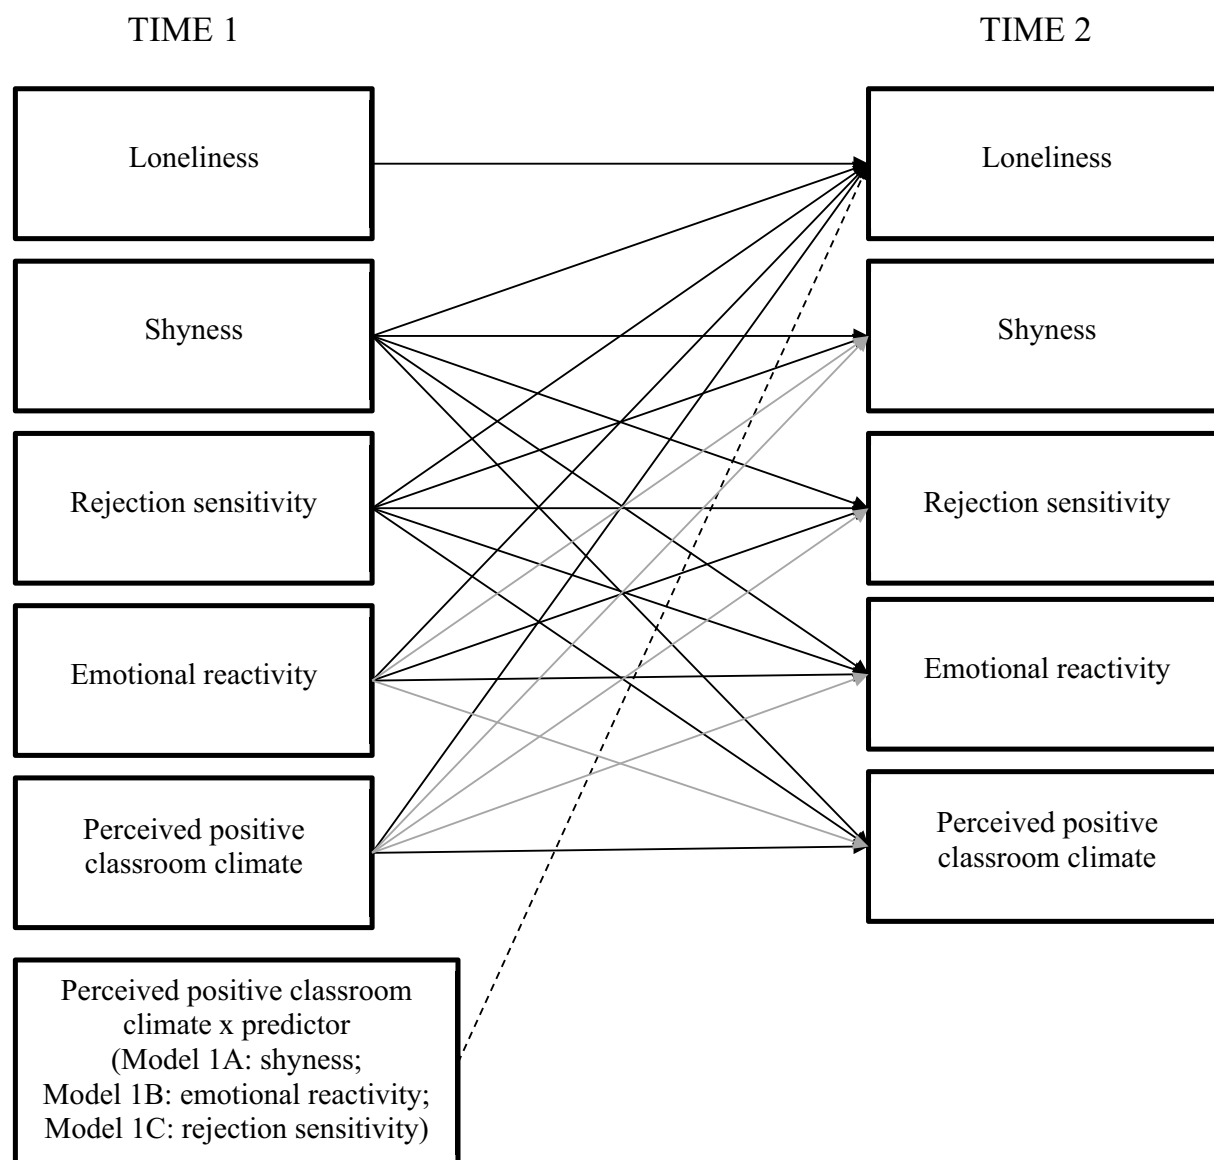 TIME 1
TIME 2
Loneliness
Loneliness
Shyness
Shyness
Rejection sensitivity
Rejection sensitivity
Emotional reactivity
Emotional reactivity
Perceived positive
classroom climate
Perceived positive
classroom climate
Perceived positive classroom
climate x predictor
(Model 1A: shyness;
Model 1B: emotional reactivity;
Model 1C: rejection sensitivity)